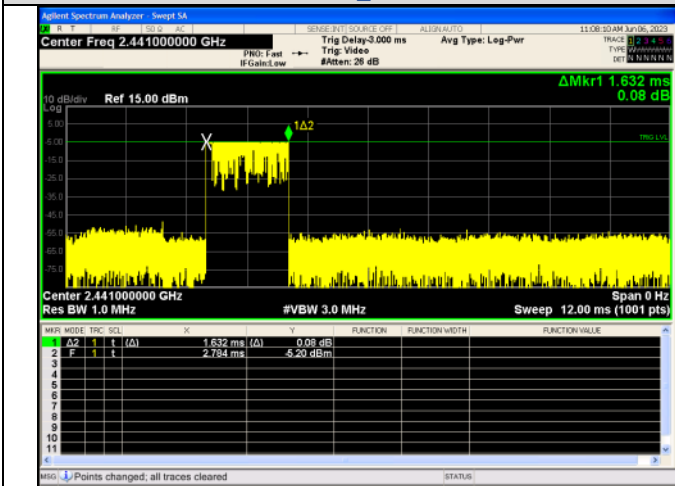 Agilent Spectrum Analyzer - Swept SA
R T RF 50 Ω AC SENSE:INT SOURCE OFF ALIGN AUTO 11:08:10 AM Jun 06, 2023
Center Freq 2.441000000 GHz
PNO: Fast
IFGain:Low
Trig Delay-3.000 ms
Trig: Video
#Atten: 26 dB
Avg Type: Log-Pwr
TRACE 1 2 3 4 5 6
TYPE
DET N N N N N N
ΔMkr1 1.632 ms
0.08 dB
10 dB/div Ref 15.00 dBm
Log
5.00
-5.00
-15.0
-25.0
-35.0
-45.0
-55.0
-65.0
-75.0
X
1Δ2
TRIG LVL
Center 2.441000000 GHz Span 0 Hz
Res BW 1.0 MHz #VBW 3.0 MHz Sweep 12.00 ms (1001 pts)
MKR MODE TRC SCL X Y FUNCTION FUNCTION WIDTH FUNCTION VALUE
1 Δ2 1 t (Δ) 1.632 ms (Δ) 0.08 dB
2 F 1 t 2.784 ms -5.20 dBm
3
4
5
6
7
8
9
10
11
MSG Points changed; all traces cleared STATUS